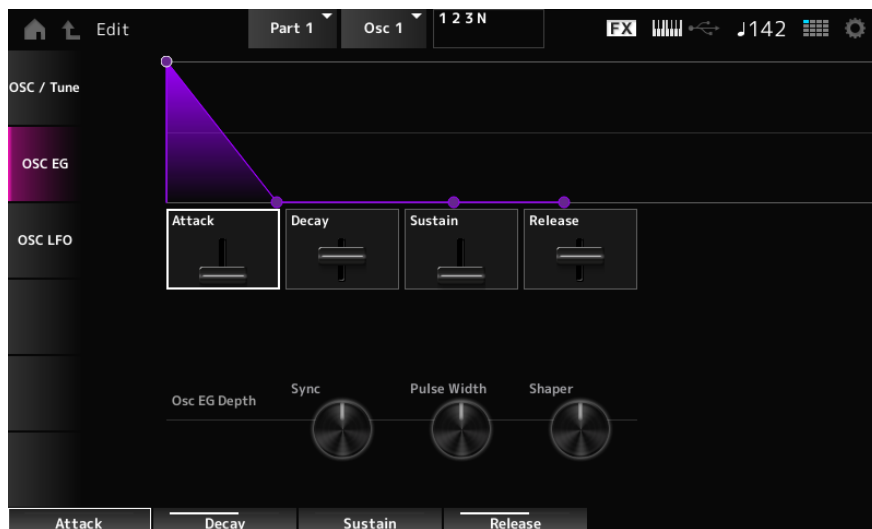 Edit
Part 1
Osc 1
1 2 3 N
FX
♩142
OSC / Tune
OSC EG
OSC LFO
Attack
Decay
Sustain
Release
Osc EG Depth
Sync
Pulse Width
Shaper
Attack
Decay
Sustain
Release